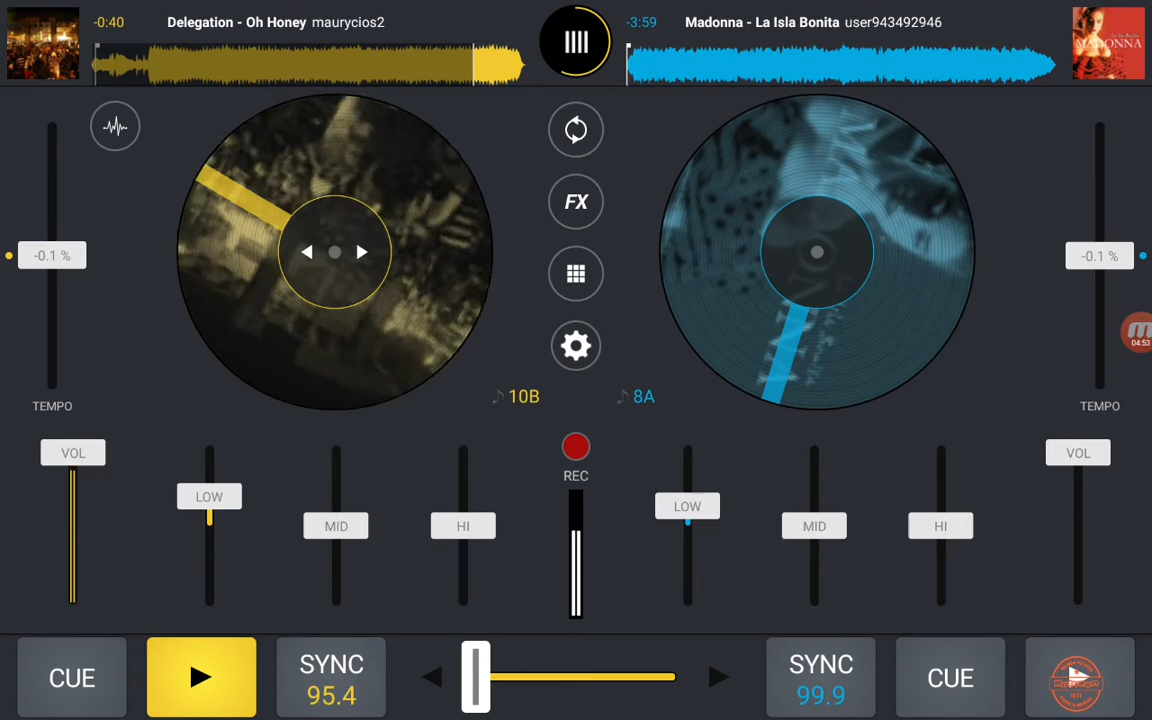 -0:40
Delegation - Oh Honey maurycios2
-3:59
Madonna - La Isla Bonita user943492946
MADONNA
FX
-0.1 %
-0.1 %
04:53
10B
8A
TEMPO
TEMPO
VOL
LOW
MID
HI
REC
LOW
MID
HI
VOL
CUE
SYNC
95.4
SYNC
99.9
CUE